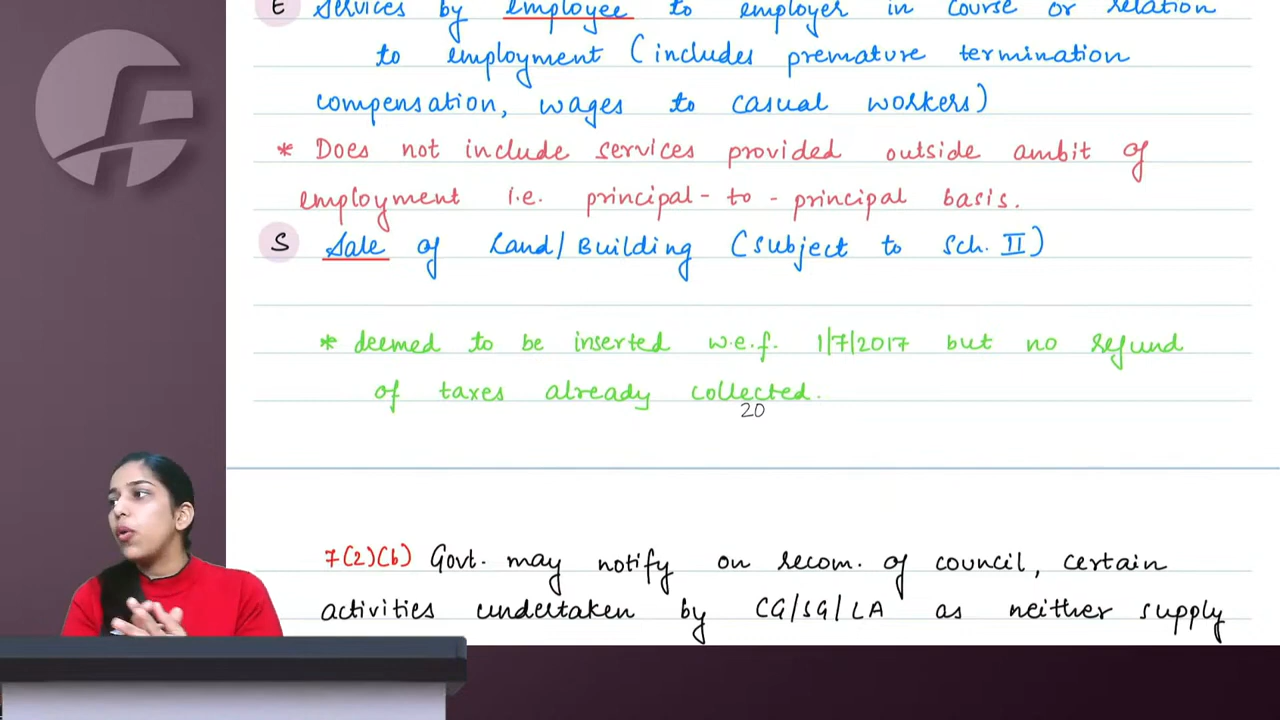 E Services by employee to employer in course or relation
to employment (includes premature termination
compensation, wages to casual workers)
* Does not include services provided outside ambit of
employment i.e. principal-to-principal basis.
S Sale of Land/Building (subject to Sch. II)
* deemed to be inserted w.e.f. 1/7/2017 but no refund
of taxes already collected.
20
7(2)(b) Govt. may notify on recom. of council, certain
activities undertaken by CG/SG/LA as neither supply